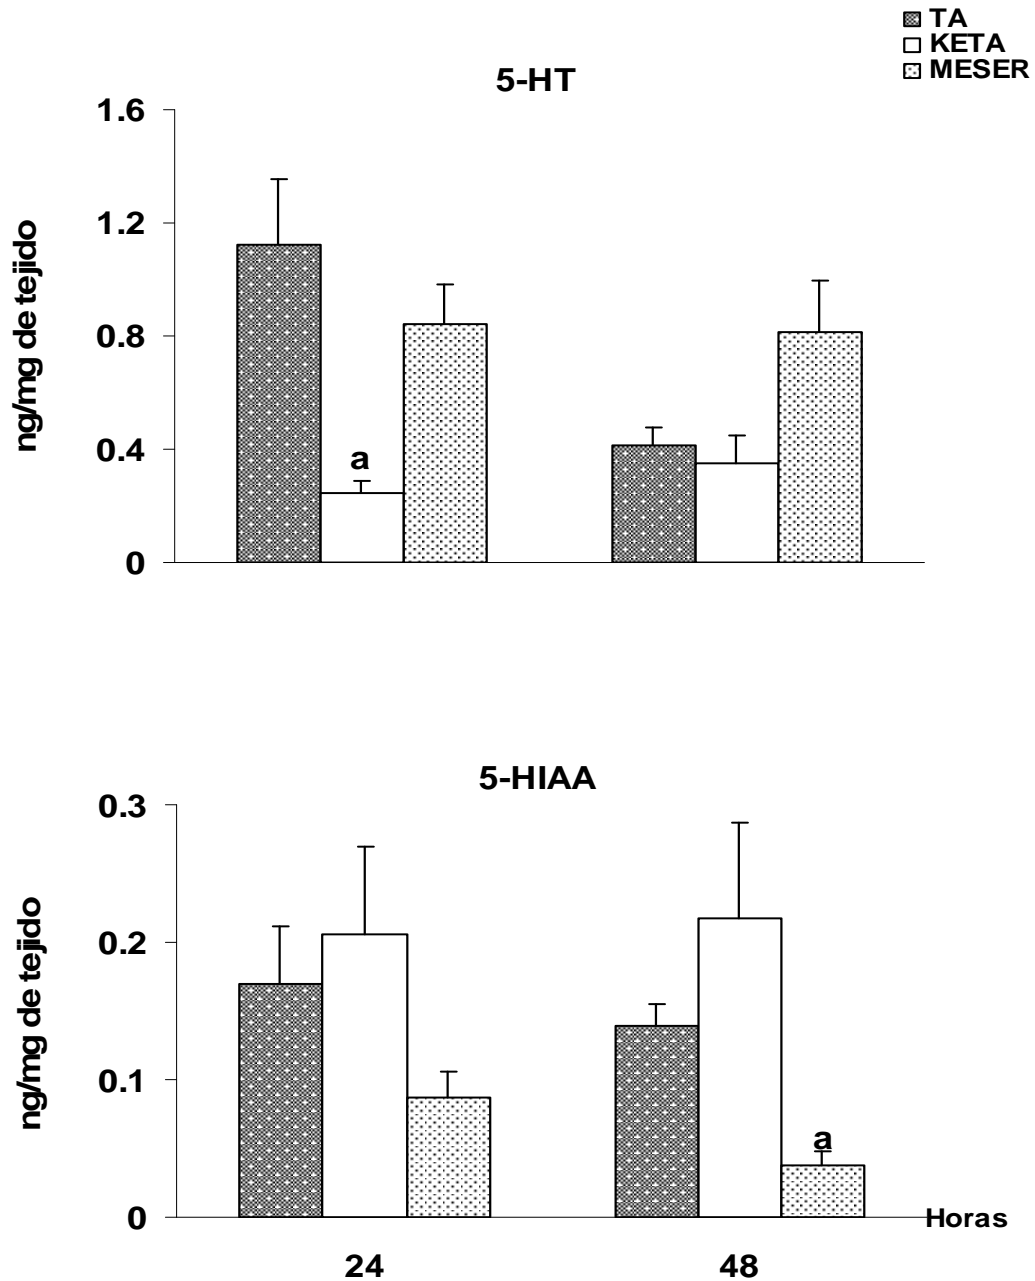 TA
KETA
MESER
5-HT
1.6
1.2
0.8
0.4
0
ng/mg de tejido
a
5-HIAA
0.3
0.2
0.1
0
ng/mg de tejido
a
Horas
24
48